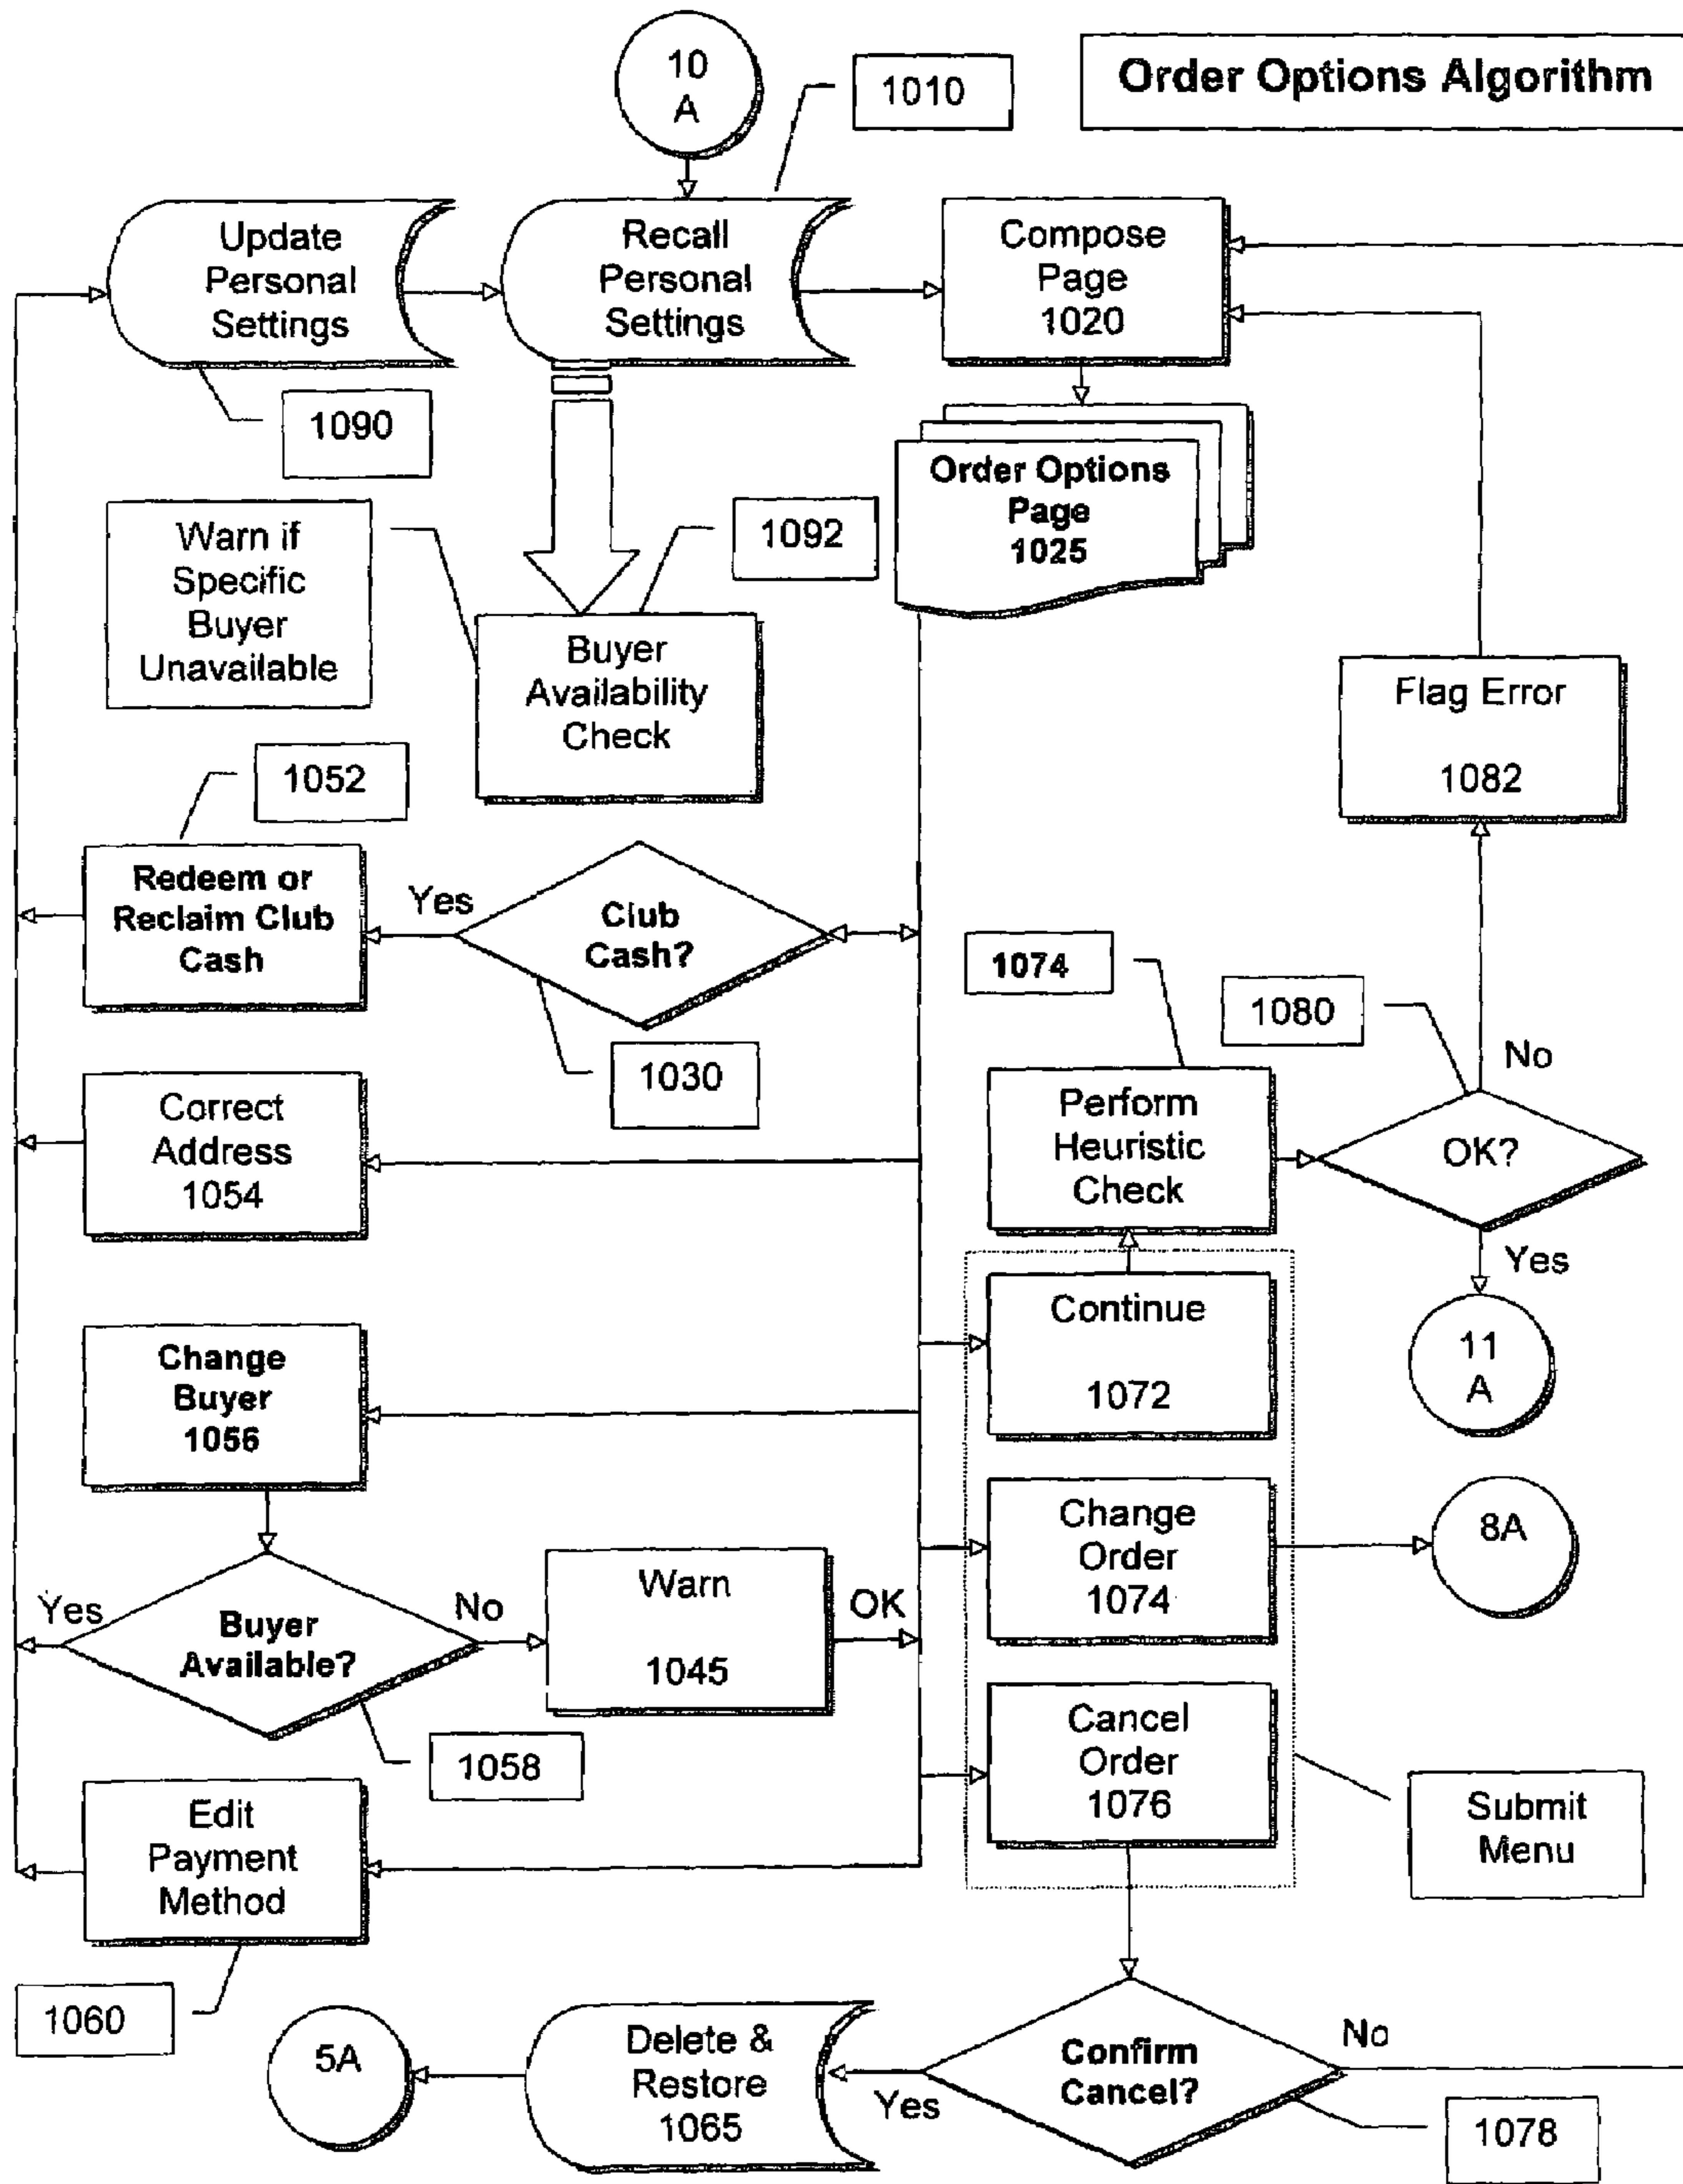 10
A
1010
Order Options Algorithm
Update
Personal
Settings
Recall
Personal
Settings
Compose
Page
1020
1090
Order Options
Page
1025
Warn if
Specific
Buyer
Unavailable
1092
Buyer
Availability
Check
Flag Error
1082
1052
Redeem or
Reclaim Club
Cash
Yes
Club
Cash?
1030
1074
1080
No
Correct
Address
1054
Perform
Heuristic
Check
OK?
Yes
Continue
1072
11
A
Change
Buyer
1056
Change
Order
1074
8A
Yes
Buyer
Available?
No
Warn
1045
OK
1058
Cancel
Order
1076
Submit
Menu
Edit
Payment
Method
1060
5A
Delete &
Restore
1065
Yes
Confirm
Cancel?
No
1078